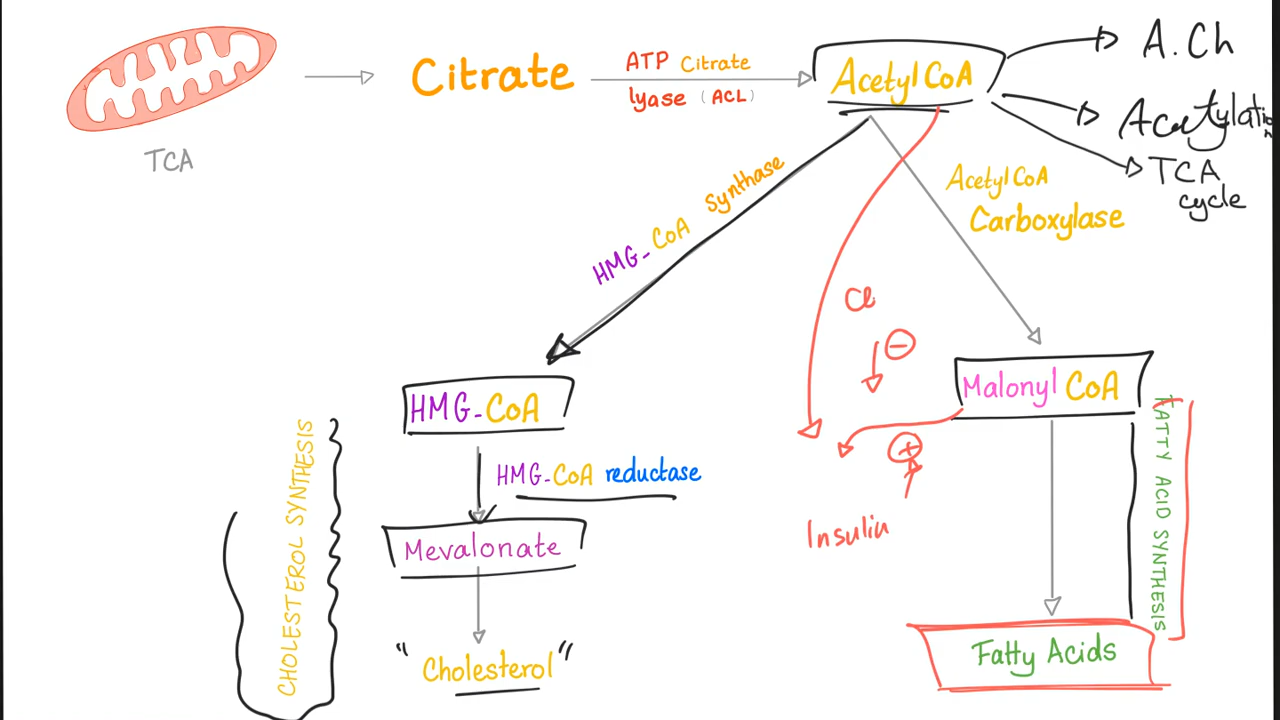 TCA
Citrate
ATP Citrate
lyase (ACL)
Acetyl CoA
A.Ch
TCA
cycle
HMG-CoA Synthase
Acetyl CoA
Carboxylase
−
Malonyl CoA
HMG-CoA
+
HMG-CoA reductase
Insulin
Mevalonate
"Cholesterol"
CHOLESTEROL SYNTHESIS
FATTY ACID SYNTHESIS
Fatty Acids